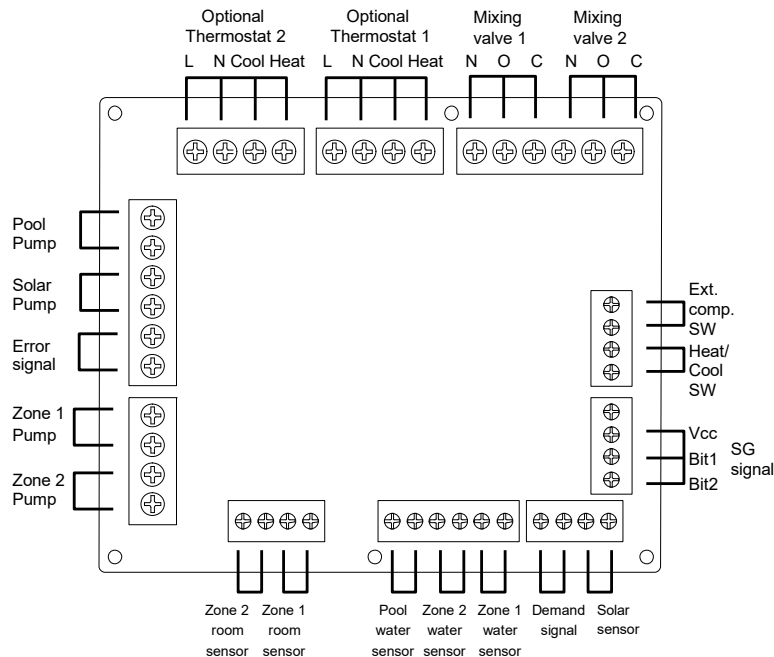 Optional
Thermostat 2
Optional
Thermostat 1
Mixing
valve 1
Mixing
valve 2
L N Cool Heat
L N Cool Heat
N O C
N O C
Pool
Pump
Solar
Pump
Error
signal
Zone 1
Pump
Zone 2
Pump
Ext.
comp.
SW
Heat/
Cool
SW
Vcc
Bit1
Bit2
SG
signal
Zone 2
room
sensor
Zone 1
room
sensor
Pool
water
sensor
Zone 2
water
sensor
Zone 1
water
sensor
Demand
signal
Solar
sensor